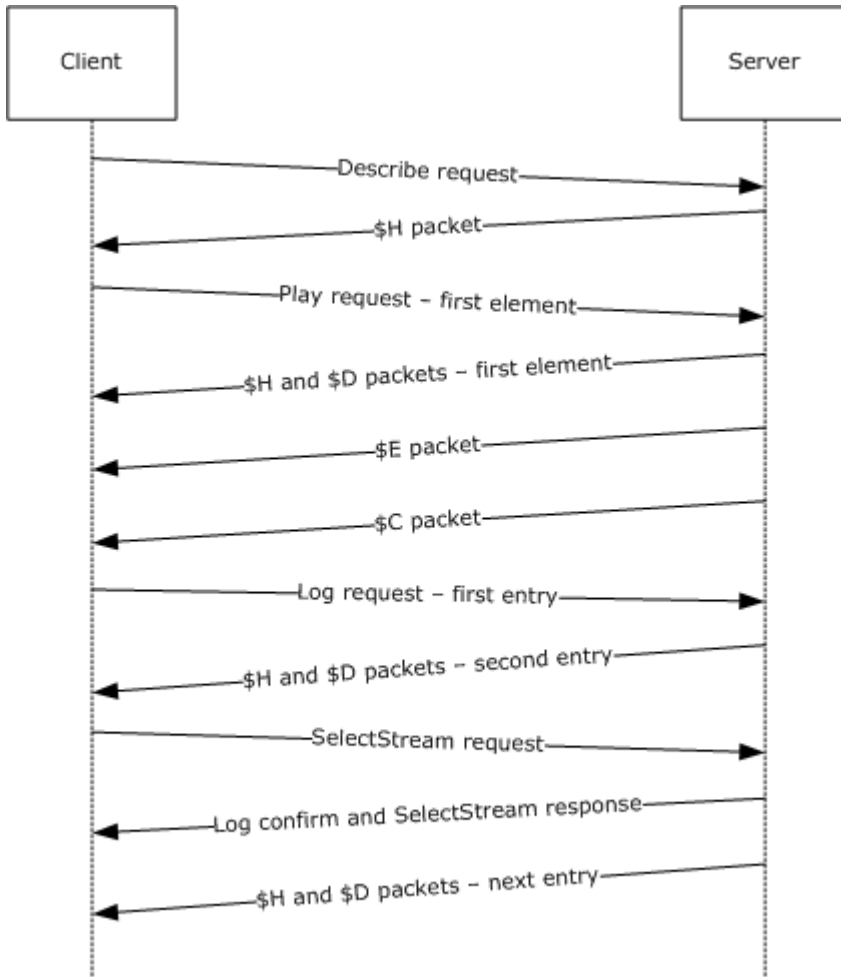 Client
Server
Describe request
$H packet
Play request – first element
$H and $D packets – first element
$E packet
$C packet
Log request – first entry
$H and $D packets – second entry
SelectStream request
Log confirm and SelectStream response
$H and $D packets – next entry